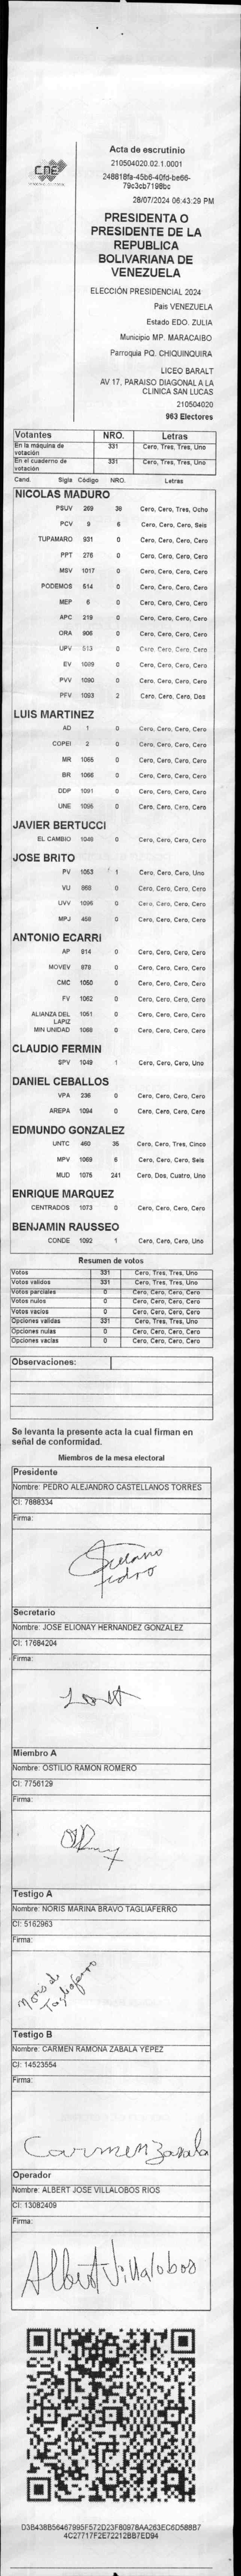 CNE
Acta de escrutinio
210504020.02.1.0001
248818fa-45b6-40fd-be66-
79c3cb7198bc
28/07/2024 06:43:29 PM
PRESIDENTA O
PRESIDENTE DE LA
REPUBLICA
BOLIVARIANA DE
VENEZUELA
ELECCIÓN PRESIDENCIAL 2024
Pais VENEZUELA
Estado EDO. ZULIA
Municipio MP. MARACAIBO
Parroquia PQ. CHIQUINQUIRA
LICEO BARALT
AV 17, PARAISO DIAGONAL A LA
CLINICA SAN LUCAS
210504020
963 Electores
Votantes NRO. Letras
En la máquina de votación 331 Cero, Tres, Tres, Uno
En el cuaderno de votación 331 Cero, Tres, Tres, Uno
Cand. Sigla Código NRO. Letras
NICOLAS MADURO
PSUV 269 38 Cero, Cero, Tres, Ocho
PCV 9 6 Cero, Cero, Cero, Seis
TUPAMARO 931 0 Cero, Cero, Cero, Cero
PPT 276 0 Cero, Cero, Cero, Cero
MSV 1017 0 Cero, Cero, Cero, Cero
PODEMOS 514 0 Cero, Cero, Cero, Cero
MEP 6 0 Cero, Cero, Cero, Cero
APC 219 0 Cero, Cero, Cero, Cero
ORA 906 0 Cero, Cero, Cero, Cero
UPV 513 0 Cero, Cero, Cero, Cero
EV 1089 0 Cero, Cero, Cero, Cero
PVV 1090 0 Cero, Cero, Cero, Cero
PFV 1093 2 Cero, Cero, Cero, Dos
LUIS MARTINEZ
AD 1 0 Cero, Cero, Cero, Cero
COPEI 2 0 Cero, Cero, Cero, Cero
MR 1065 0 Cero, Cero, Cero, Cero
BR 1066 0 Cero, Cero, Cero, Cero
DDP 1091 0 Cero, Cero, Cero, Cero
UNE 1095 0 Cero, Cero, Cero, Cero
JAVIER BERTUCCI
EL CAMBIO 1046 0 Cero, Cero, Cero, Cero
JOSE BRITO
PV 1053 1 Cero, Cero, Cero, Uno
VU 868 0 Cero, Cero, Cero, Cero
UVV 1096 0 Cero, Cero, Cero, Cero
MPJ 458 0 Cero, Cero, Cero, Cero
ANTONIO ECARRI
AP 914 0 Cero, Cero, Cero, Cero
MOVEV 878 0 Cero, Cero, Cero, Cero
CMC 1050 0 Cero, Cero, Cero, Cero
FV 1062 0 Cero, Cero, Cero, Cero
ALIANZA DEL LAPIZ 1051 0 Cero, Cero, Cero, Cero
MIN UNIDAD 1068 0 Cero, Cero, Cero, Cero
CLAUDIO FERMIN
SPV 1049 1 Cero, Cero, Cero, Uno
DANIEL CEBALLOS
VPA 236 0 Cero, Cero, Cero, Cero
AREPA 1094 0 Cero, Cero, Cero, Cero
EDMUNDO GONZALEZ
UNTC 460 35 Cero, Cero, Tres, Cinco
MPV 1069 6 Cero, Cero, Cero, Seis
MUD 1075 241 Cero, Dos, Cuatro, Uno
ENRIQUE MARQUEZ
CENTRADOS 1073 0 Cero, Cero, Cero, Cero
BENJAMIN RAUSSEO
CONDE 1092 1 Cero, Cero, Cero, Uno
Resumen de votos
Votos 331 Cero, Tres, Tres, Uno
Votos validos 331 Cero, Tres, Tres, Uno
Votos parciales 0 Cero, Cero, Cero, Cero
Votos nulos 0 Cero, Cero, Cero, Cero
Votos vacios 0 Cero, Cero, Cero, Cero
Opciones validas 331 Cero, Tres, Tres, Uno
Opciones nulas 0 Cero, Cero, Cero, Cero
Opciones vacias 0 Cero, Cero, Cero, Cero
Observaciones:
Se levanta la presente acta la cual firman en
señal de conformidad.
Miembros de la mesa electoral
Presidente
Nombre: PEDRO ALEJANDRO CASTELLANOS TORRES
CI: 7888334
Firma:
Secretario
Nombre: JOSE ELIONAY HERNANDEZ GONZALEZ
CI: 17684204
Firma:
Miembro A
Nombre: OSTILIO RAMON ROMERO
CI: 7756129
Firma:
Testigo A
Nombre: NORIS MARINA BRAVO TAGLIAFERRO
CI: 5162963
Firma:
Noris de
Tagliaferro
Testigo B
Nombre: CARMEN RAMONA ZABALA YEPEZ
CI: 14523554
Firma:
Carmen Zabala
Operador
Nombre: ALBERT JOSE VILLALOBOS RIOS
CI: 13082409
Firma:
Albert Villalobos
D3B438B56467995F572D23F80978AA263EC6D588B7
4C27717F2E72212BB7ED94